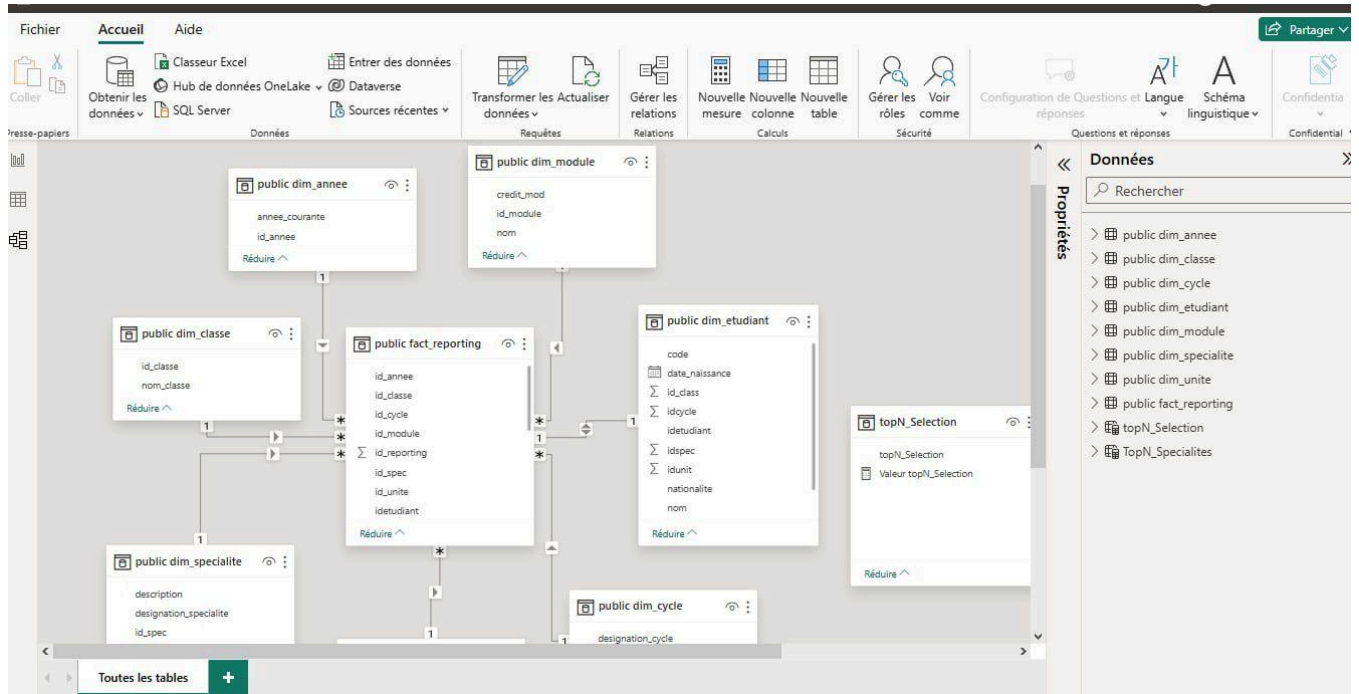 Fichier Accueil Aide
Partager
Coller
Presse-papiers
Obtenir les données
Classeur Excel
Hub de données OneLake
SQL Server
Entrer des données
Dataverse
Sources récentes
Données
Transformer les données
Actualiser
Requêtes
Gérer les relations
Relations
Nouvelle mesure
Nouvelle colonne
Nouvelle table
Calculs
Gérer les rôles
Voir comme
Sécurité
Configuration de Questions et réponses
Langue
Schéma linguistique
Questions et réponses
Confidentia
Confidential
public dim_annee
annee_courante
id_annee
Réduire
1
public dim_module
credit_mod
id_module
nom
Réduire
public dim_classe
id_classe
nom_classe
Réduire
1
public fact_reporting
id_annee
id_classe
id_cycle
id_module
id_reporting
id_spec
id_unite
idetudiant
Réduire
*
*
*
*
*
1
*
*
1
public dim_etudiant
code
date_naissance
id_class
idcycle
idetudiant
idspec
idunit
nationalite
nom
Réduire
1
topN_Selection
topN_Selection
Valeur topN_Selection
Réduire
1
public dim_specialite
description
designation_specialite
id_spec
public dim_cycle
designation_cycle
1
Toutes les tables +
Propriétés
Données
Rechercher
public dim_annee
public dim_classe
public dim_cycle
public dim_etudiant
public dim_module
public dim_specialite
public dim_unite
public fact_reporting
topN_Selection
TopN_Specialites